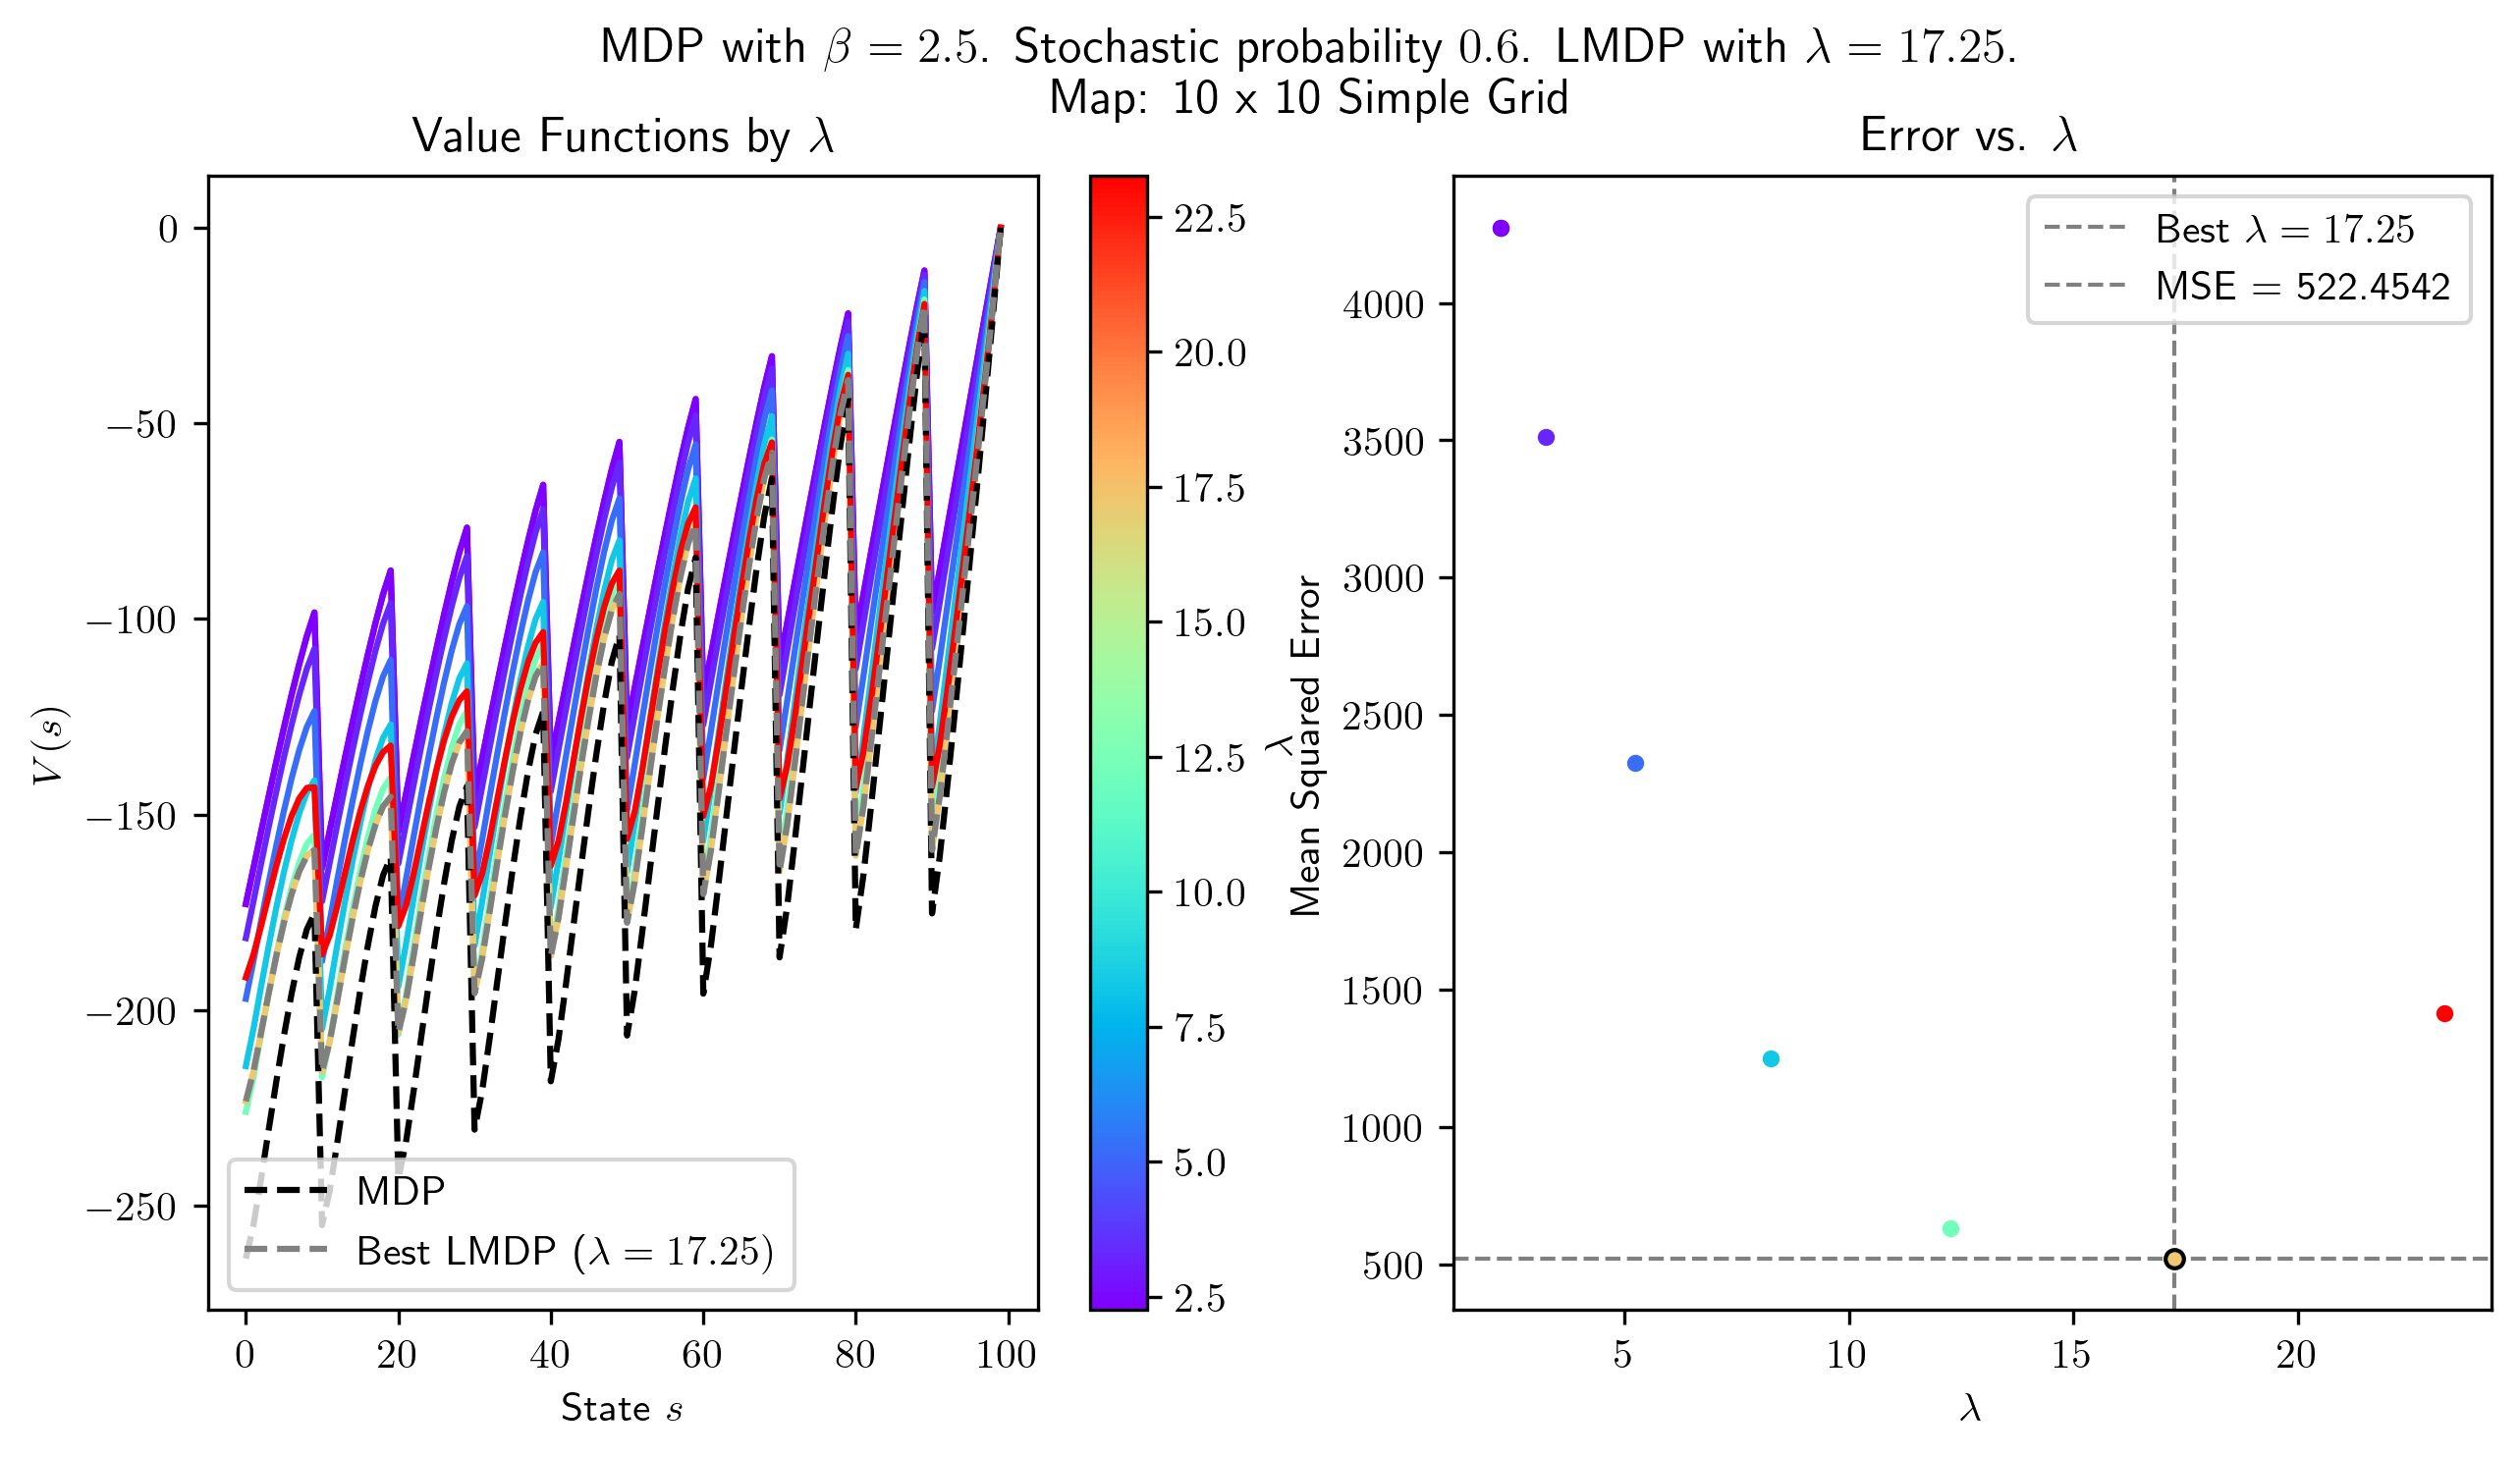 MDP with β = 2.5. Stochastic probability 0.6. LMDP with λ = 17.25.
Map: 10 x 10 Simple Grid
Value Functions by λ
0
−50
−100
−150
−200
−250
V(s)
MDP
Best LMDP (λ = 17.25)
0
20
40
60
80
100
State s
22.5
20.0
17.5
15.0
12.5
10.0
7.5
5.0
2.5
λ
Error vs. λ
Best λ = 17.25
MSE = 522.4542
4000
3500
3000
2500
2000
1500
1000
500
Mean Squared Error
5
10
15
20
λ